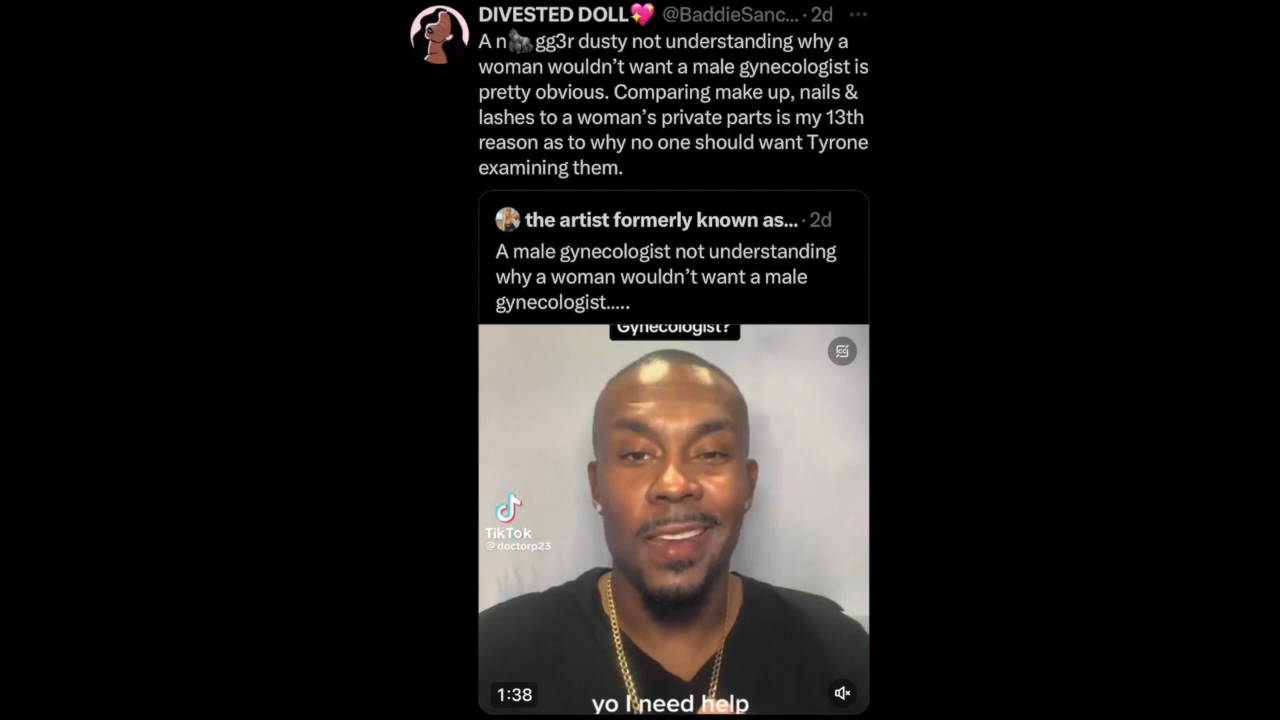 DIVESTED DOLL💖 @BaddieSanc... · 2d ...
A n🦍gg3r dusty not understanding why a
woman wouldn't want a male gynecologist is
pretty obvious. Comparing make up, nails &
lashes to a woman's private parts is my 13th
reason as to why no one should want Tyrone
examining them.
the artist formerly known as... · 2d
A male gynecologist not understanding
why a woman wouldn't want a male
gynecologist.....
Gynecologist?
TikTok
@doctorp23
1:38
yo I need help